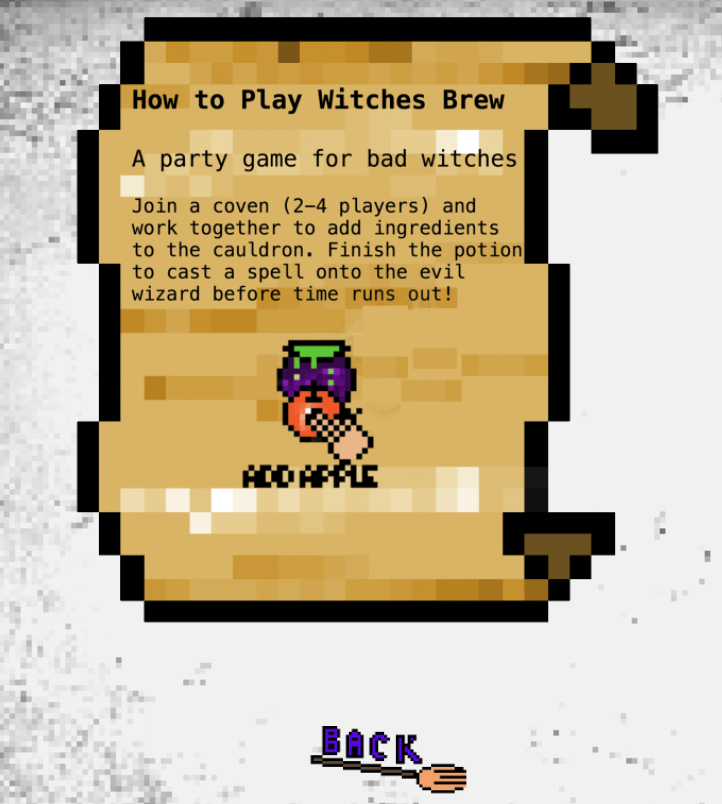 How to Play Witches Brew
A party game for bad witches
Join a coven (2–4 players) and
work together to add ingredients
to the cauldron. Finish the potion
to cast a spell onto the evil
wizard before time runs out!
ADD APPLE
BACK